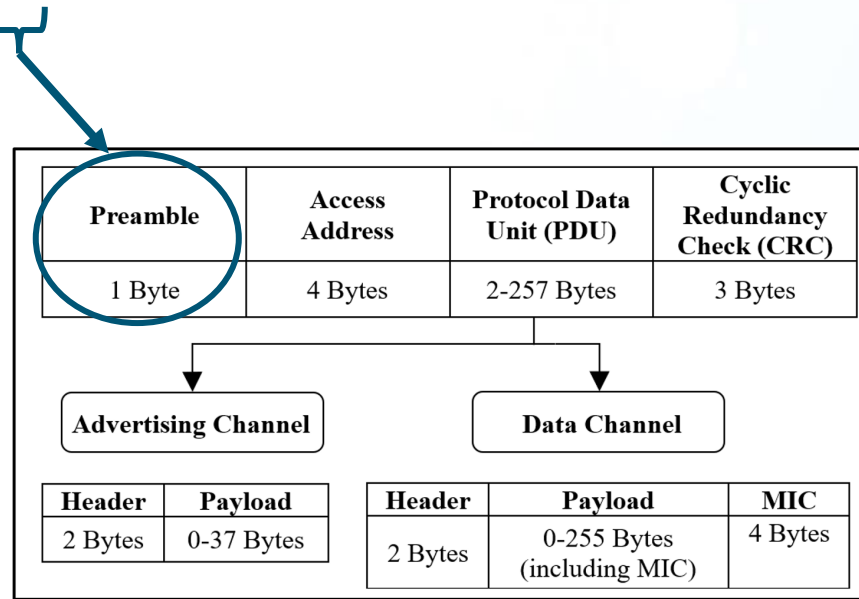 Preamble
Access
Address
Protocol Data
Unit (PDU)
Cyclic
Redundancy
Check (CRC)
1 Byte
4 Bytes
2-257 Bytes
3 Bytes
Advertising Channel
Data Channel
Header
Payload
2 Bytes
0-37 Bytes
Header
Payload
MIC
2 Bytes
0-255 Bytes
(including MIC)
4 Bytes